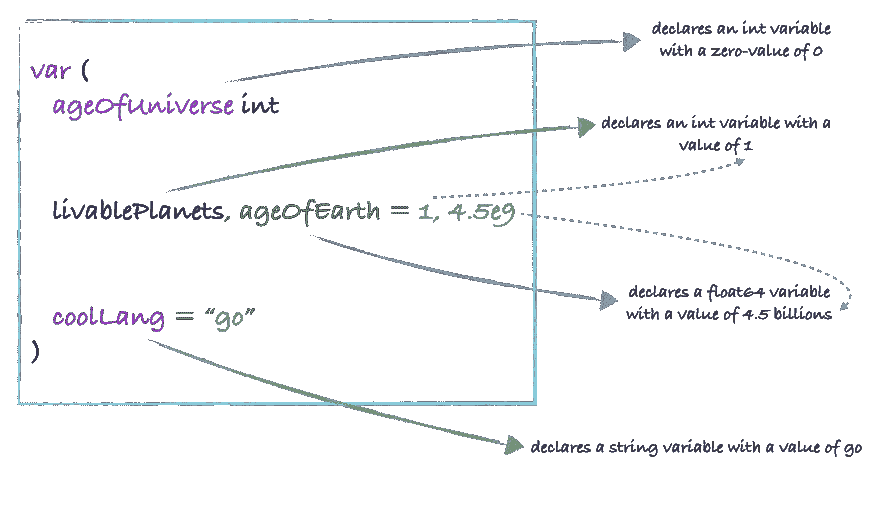 declares an int variable
with a zero-value of 0
var (
ageOfUniverse int
declares an int variable with a
value of 1
livablePlanets, ageOfEarth = 1, 4.5e9
declares a float64 variable
with a value of 4.5 billions
coolLang = “go”
)
declares a string variable with a value of go